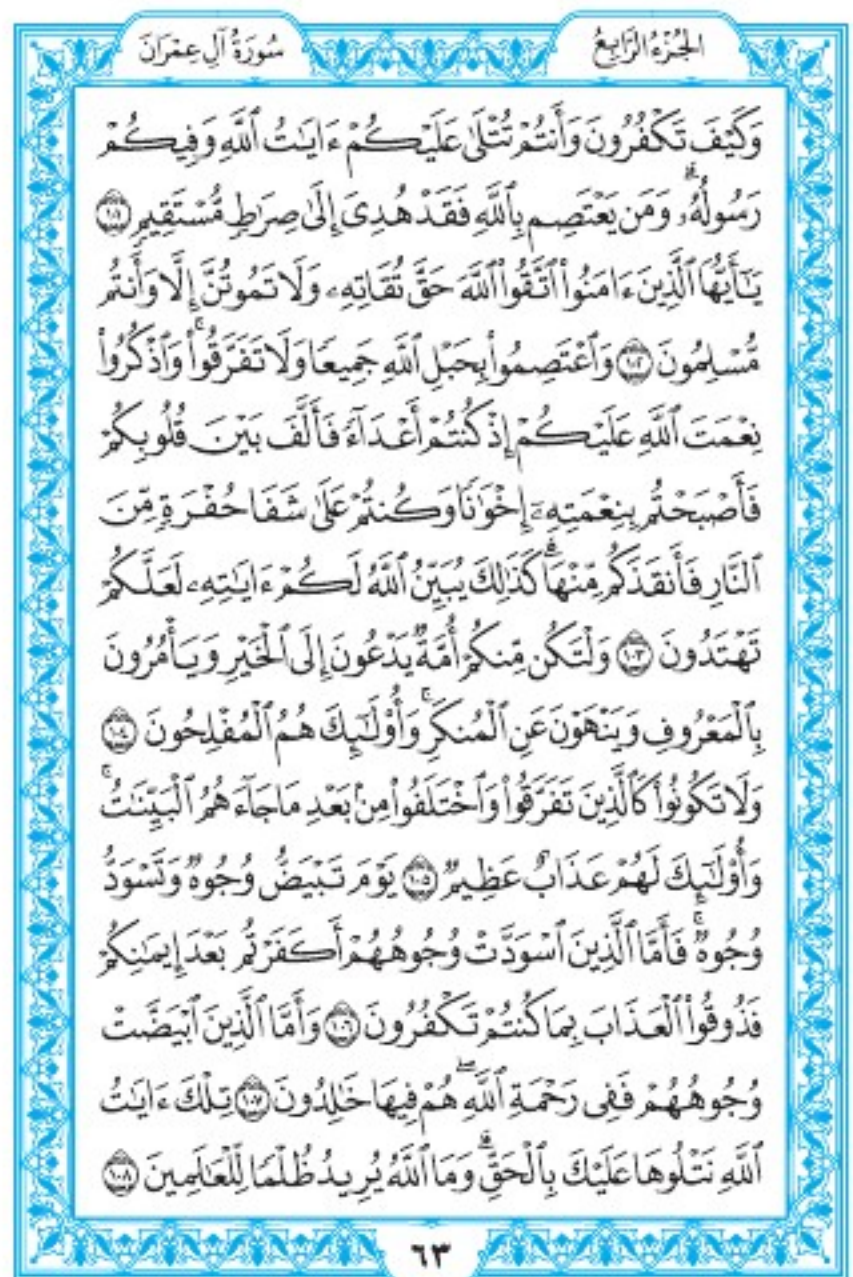 الجُزْءُ الرَّابِعُ
سُورَةُ آلِ عِمْرَانَ
وَكَيْفَ تَكْفُرُونَ وَأَنتُمْ تُتْلَىٰ عَلَيْكُمْ ءَايَٰتُ ٱللَّهِ وَفِيكُمْ
رَسُولُهُۥ ۗ وَمَن يَعْتَصِم بِٱللَّهِ فَقَدْ هُدِىَ إِلَىٰ صِرَٰطٍ مُّسْتَقِيمٍ ١٠١
يَٰٓأَيُّهَا ٱلَّذِينَ ءَامَنُوا۟ ٱتَّقُوا۟ ٱللَّهَ حَقَّ تُقَاتِهِۦ وَلَا تَمُوتُنَّ إِلَّا وَأَنتُم
مُّسْلِمُونَ ١٠٢ وَٱعْتَصِمُوا۟ بِحَبْلِ ٱللَّهِ جَمِيعًا وَلَا تَفَرَّقُوا۟ ۚ وَٱذْكُرُوا۟
نِعْمَتَ ٱللَّهِ عَلَيْكُمْ إِذْ كُنتُمْ أَعْدَآءً فَأَلَّفَ بَيْنَ قُلُوبِكُمْ
فَأَصْبَحْتُم بِنِعْمَتِهِۦٓ إِخْوَٰنًا وَكُنتُمْ عَلَىٰ شَفَا حُفْرَةٍ مِّنَ
ٱلنَّارِ فَأَنقَذَكُم مِّنْهَا ۗ كَذَٰلِكَ يُبَيِّنُ ٱللَّهُ لَكُمْ ءَايَٰتِهِۦ لَعَلَّكُمْ
تَهْتَدُونَ ١٠٣ وَلْتَكُن مِّنكُمْ أُمَّةٌ يَدْعُونَ إِلَى ٱلْخَيْرِ وَيَأْمُرُونَ
بِٱلْمَعْرُوفِ وَيَنْهَوْنَ عَنِ ٱلْمُنكَرِ ۚ وَأُو۟لَٰٓئِكَ هُمُ ٱلْمُفْلِحُونَ ١٠٤
وَلَا تَكُونُوا۟ كَٱلَّذِينَ تَفَرَّقُوا۟ وَٱخْتَلَفُوا۟ مِنۢ بَعْدِ مَا جَآءَهُمُ ٱلْبَيِّنَٰتُ ۚ
وَأُو۟لَٰٓئِكَ لَهُمْ عَذَابٌ عَظِيمٌ ١٠٥ يَوْمَ تَبْيَضُّ وُجُوهٌ وَتَسْوَدُّ
وُجُوهٌ ۚ فَأَمَّا ٱلَّذِينَ ٱسْوَدَّتْ وُجُوهُهُمْ أَكَفَرْتُم بَعْدَ إِيمَٰنِكُمْ
فَذُوقُوا۟ ٱلْعَذَابَ بِمَا كُنتُمْ تَكْفُرُونَ ١٠٦ وَأَمَّا ٱلَّذِينَ ٱبْيَضَّتْ
وُجُوهُهُمْ فَفِى رَحْمَةِ ٱللَّهِ ۖ هُمْ فِيهَا خَٰلِدُونَ ١٠٧ تِلْكَ ءَايَٰتُ
ٱللَّهِ نَتْلُوهَا عَلَيْكَ بِٱلْحَقِّ ۗ وَمَا ٱللَّهُ يُرِيدُ ظُلْمًا لِّلْعَٰلَمِينَ ١٠٨
٦٣